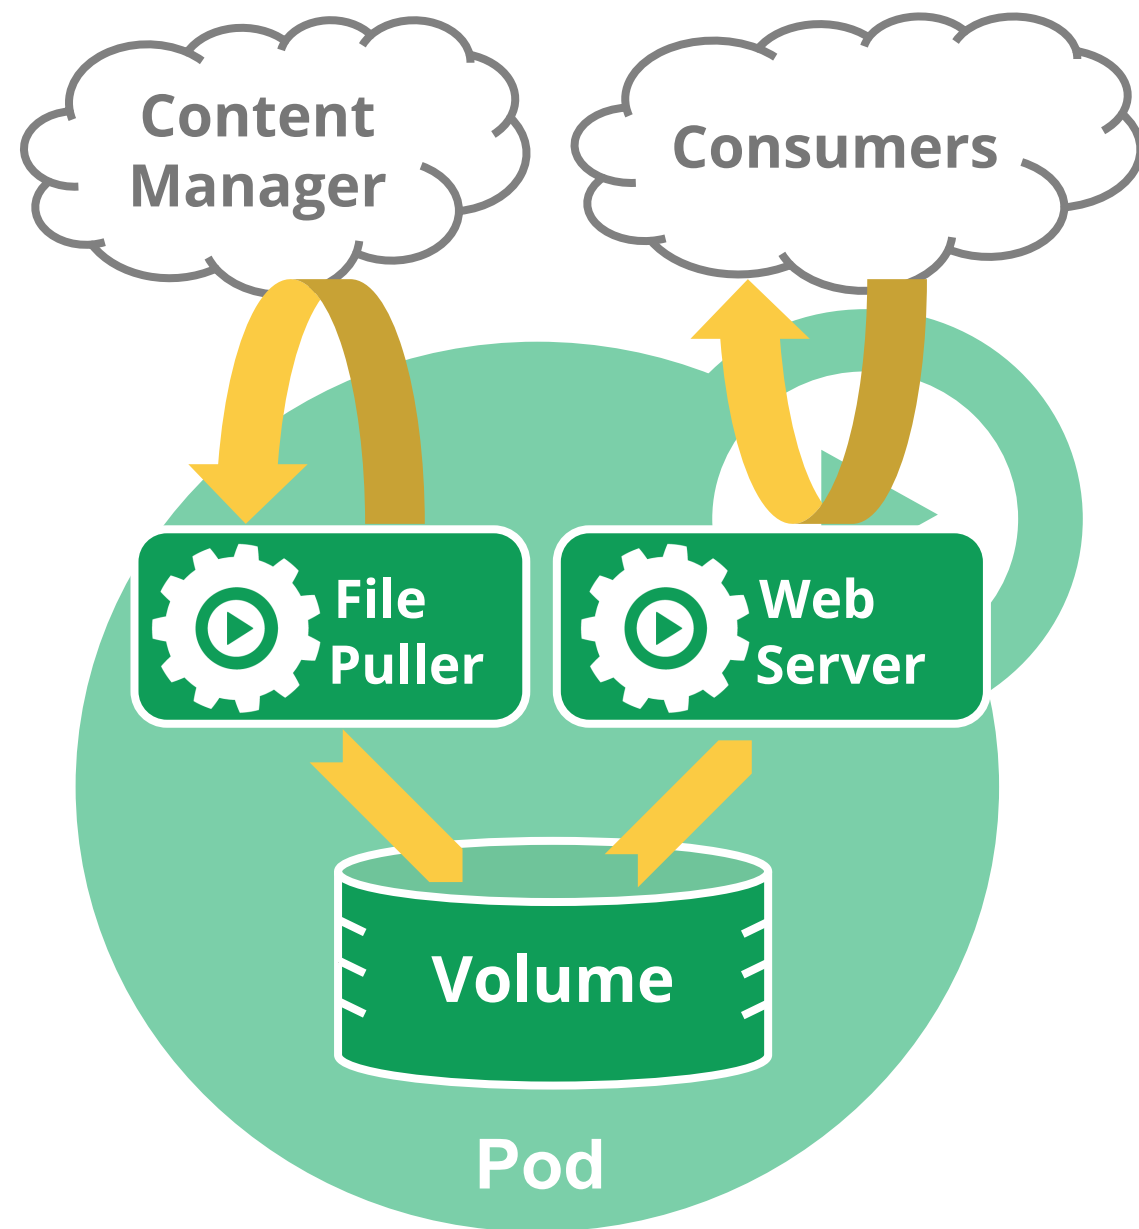 Content
Manager
Consumers
File
Puller
Web
Server
Volume
Pod